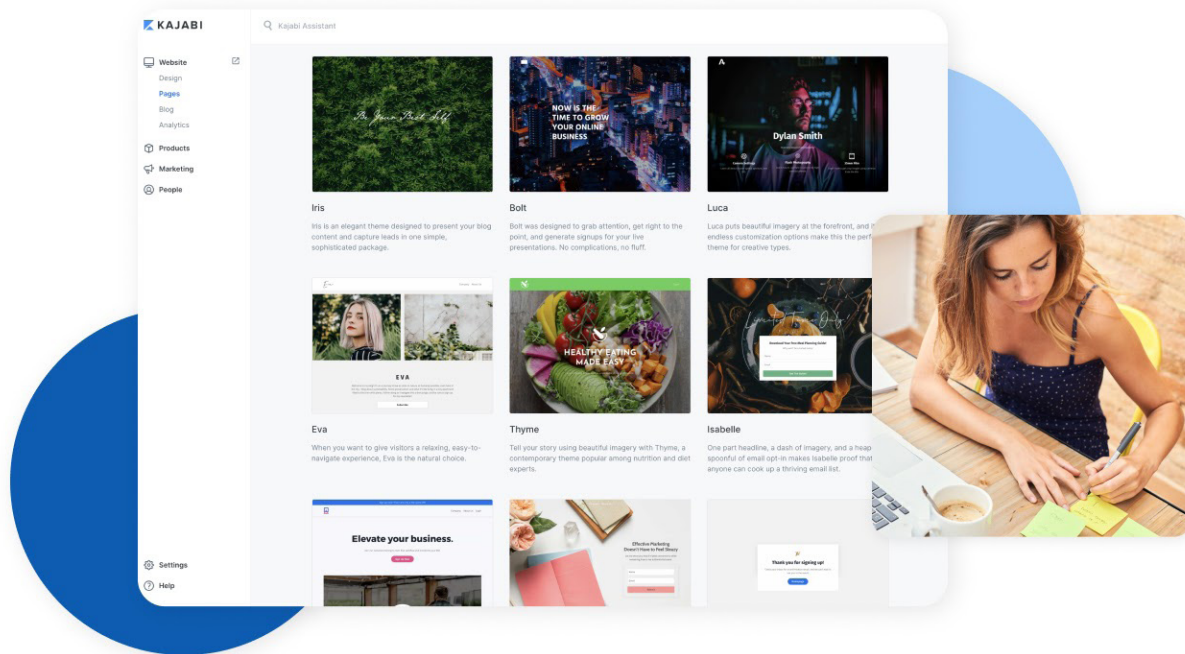 KAJABI
Kajabi Assistant
Website
Design
Pages
Blog
Analytics
Products
Marketing
People
Settings
Help
Be Your Best Self
NOW IS THE
TIME TO GROW
YOUR ONLINE
BUSINESS
Dylan Smith
Iris
Iris is an elegant theme designed to present your blog
content and capture leads in one simple,
sophisticated package.
Bolt
Bolt was designed to grab attention, get right to the
point, and generate signups for your live
presentations. No complications, no fluff.
Luca
Luca puts beautiful imagery at the forefront, and
endless customization options make this the
theme for creative types.
EVA
HEALTHY EATING
MADE EASY
Limited Time Only
Eva
When you want to give visitors a relaxing, easy-to-
navigate experience, Eva is the natural choice.
Thyme
Tell your story using beautiful imagery with Thyme, a
contemporary theme popular among nutrition and diet
experts.
Isabelle
One part headline, a dash of imagery, and a heap
spoonful of email opt-in makes Isabelle proof that
anyone can cook up a thriving email list.
Elevate your business.
Effective Marketing
Doesn't Have to Feel Sleazy
Thank you for signing up!